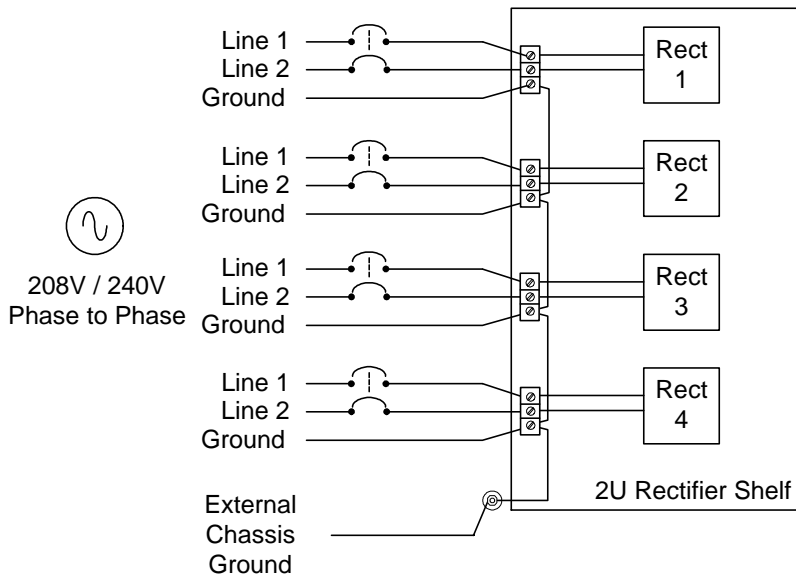 Line 1
Line 2
Ground
Rect
1
Line 1
Line 2
Ground
Rect
2
208V / 240V
Phase to Phase
Line 1
Line 2
Ground
Rect
3
Line 1
Line 2
Ground
Rect
4
2U Rectifier Shelf
External
Chassis
Ground